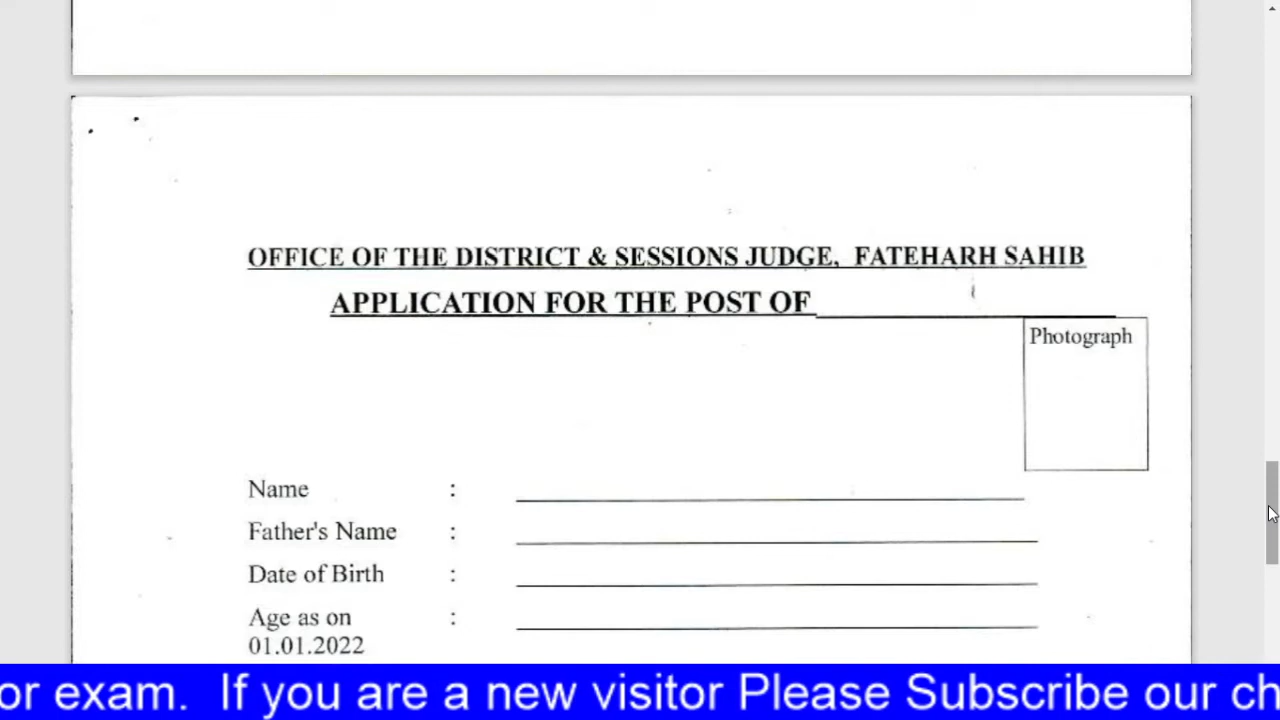 OFFICE OF THE DISTRICT & SESSIONS JUDGE, FATEHARH SAHIB
APPLICATION FOR THE POST OF
Photograph
Name :
Father's Name :
Date of Birth :
Age as on :
01.01.2022
or exam. If you are a new visitor Please Subscribe our ch